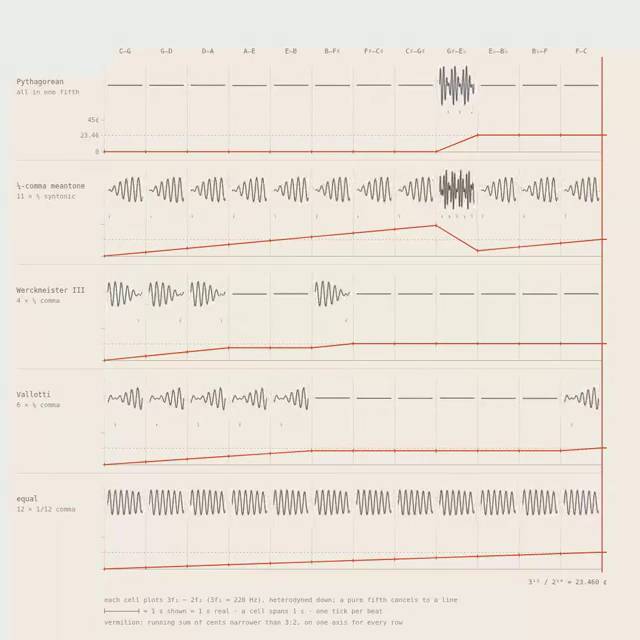 C–G G–D D–A A–E E–B B–F♯ F♯–C♯ C♯–G♯ G♯–E♭ E♭–B♭ B♭–F F–C
Pythagorean
all in one fifth
45¢
23.46
0
¼-comma meantone
11 × ¼ syntonic
Werckmeister III
4 × ¼ comma
Vallotti
6 × ⅙ comma
equal
12 × 1/12 comma
3¹² / 2¹⁹ = 23.460 ¢
each cell plots 3f₁ − 2f₂ (f₁ = 220 Hz), heterodyned down; a pure fifth cancels to a line
= 1 s shown = 1 s real · a cell spans 1 s · one tick per beat
vermilion: running sum of cents narrower than 3:2, on one axis for every row